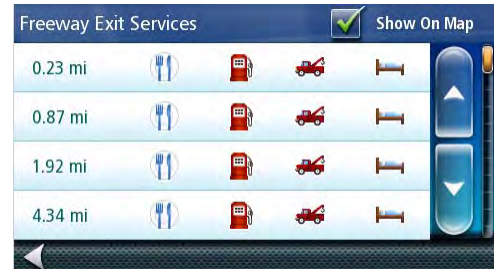 Freeway Exit Services Show On Map
0.23 mi
0.87 mi
1.92 mi
4.34 mi